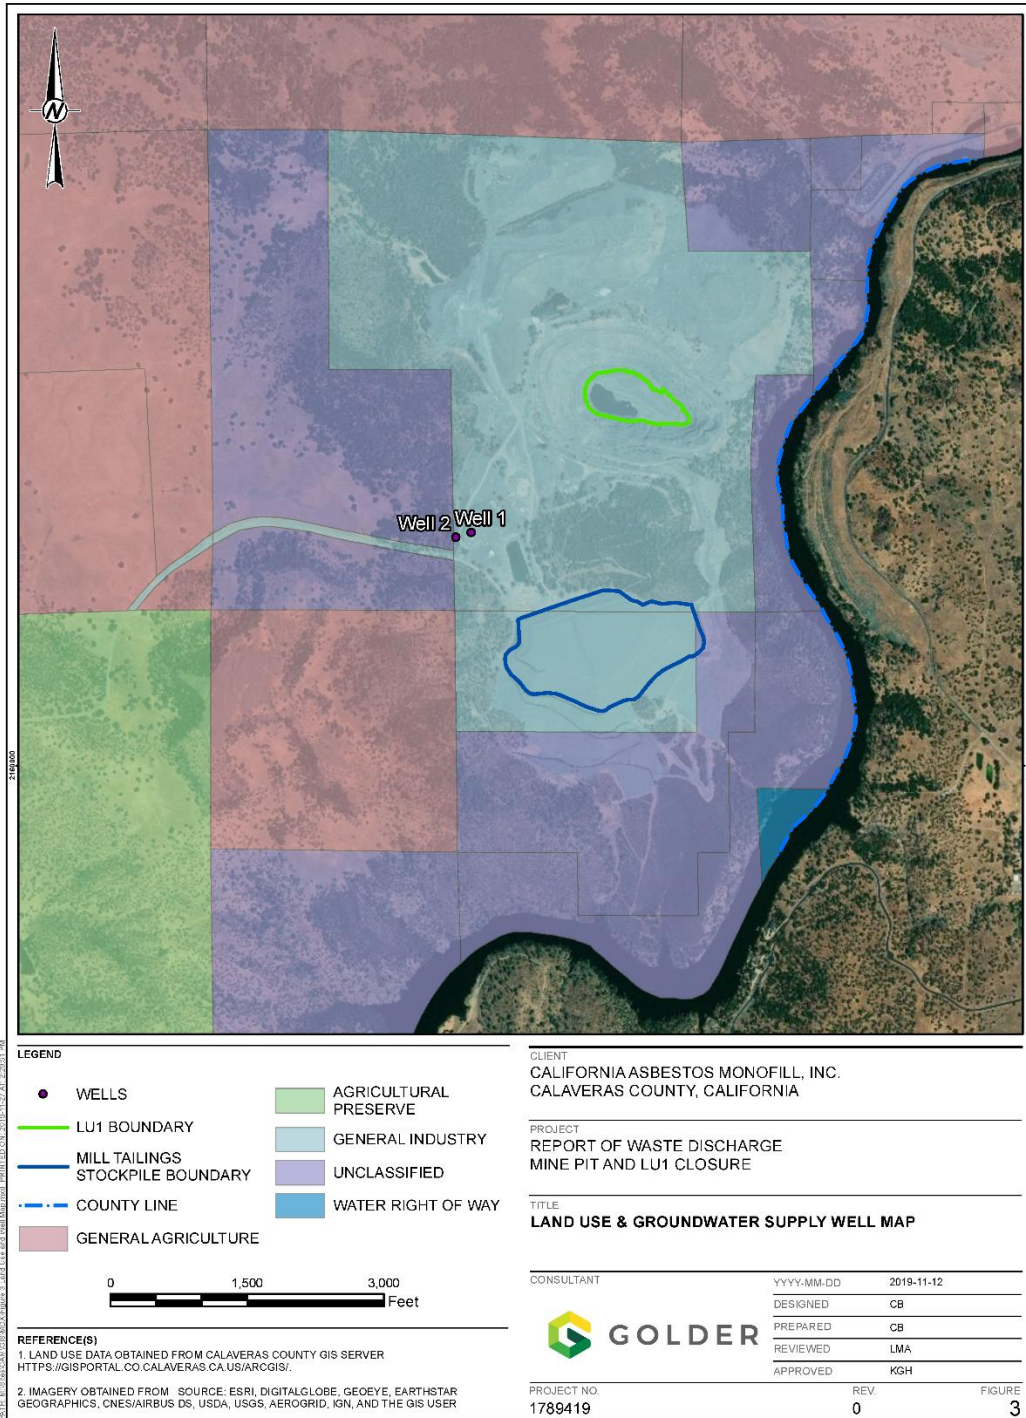 N
Well 2 Well 1
LEGEND
WELLS
LU1 BOUNDARY
MILL TAILINGS
STOCKPILE BOUNDARY
COUNTY LINE
GENERAL AGRICULTURE
AGRICULTURAL
PRESERVE
GENERAL INDUSTRY
UNCLASSIFIED
WATER RIGHT OF WAY
0 1,500 3,000
Feet
REFERENCE(S)
1. LAND USE DATA OBTAINED FROM CALAVERAS COUNTY GIS SERVER
HTTPS://GISPORTAL.CO.CALAVERAS.CA.US/ARCGIS/.
2. IMAGERY OBTAINED FROM SOURCE: ESRI, DIGITALGLOBE, GEOEYE, EARTHSTAR
GEOGRAPHICS, CNES/AIRBUS DS, USDA, USGS, AEROGRID, IGN, AND THE GIS USER
CLIENT
CALIFORNIA ASBESTOS MONOFILL, INC.
CALAVERAS COUNTY, CALIFORNIA
PROJECT
REPORT OF WASTE DISCHARGE
MINE PIT AND LU1 CLOSURE
TITLE
LAND USE & GROUNDWATER SUPPLY WELL MAP
CONSULTANT
GOLDER
YYYY-MM-DD 2019-11-12
DESIGNED CB
PREPARED CB
REVIEWED LMA
APPROVED KGH
PROJECT NO. REV. FIGURE
1789419 0 3